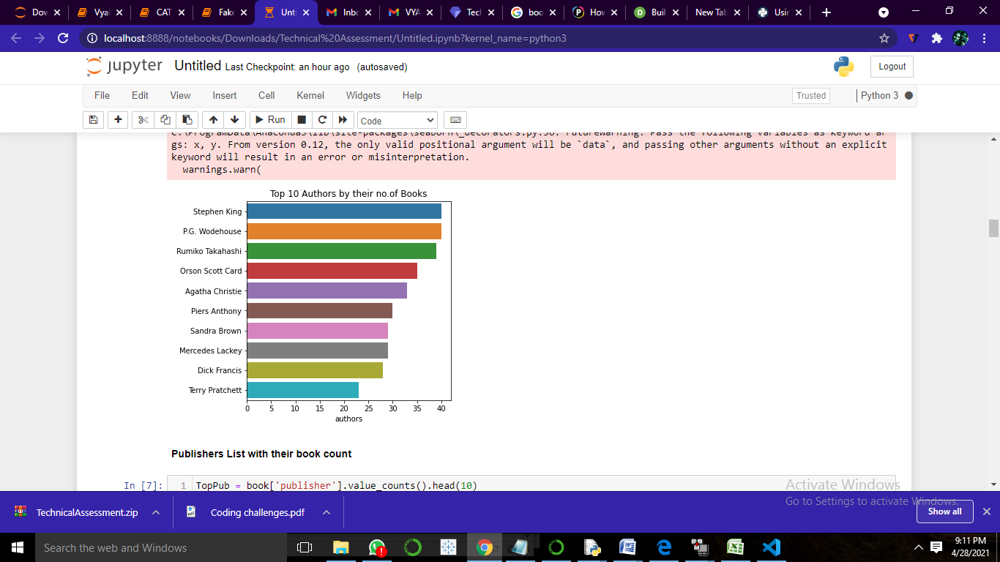 Dow
Vyal
CAT
Fake
Unti
Inbo
VYA
Tech
boo
How
Buil
New Tab
Usin
localhost:8888/notebooks/Downloads/Technical%20Assessment/Untitled.ipynb?kernel_name=python3
jupyter Untitled Last Checkpoint: an hour ago (autosaved)
Logout
File Edit View Insert Cell Kernel Widgets Help
Trusted
Python 3
Run
Code
C:\ProgramData\Anaconda3\lib\site-packages\seaborn\_decorators.py:36: FutureWarning: Pass the following variables as keyword ar
gs: x, y. From version 0.12, the only valid positional argument will be `data`, and passing other arguments without an explicit
keyword will result in an error or misinterpretation.
warnings.warn(
Top 10 Authors by their no.of Books
Stephen King
P.G. Wodehouse
Rumiko Takahashi
Orson Scott Card
Agatha Christie
Piers Anthony
Sandra Brown
Mercedes Lackey
Dick Francis
Terry Pratchett
0 5 10 15 20 25 30 35 40
authors
Publishers List with their book count
In [7]: 1 TopPub = book['publisher'].value_counts().head(10)
Activate Windows
Go to Settings to activate Windows.
TechnicalAssessment.zip
Coding challenges.pdf
Show all
Search the web and Windows
9:11 PM
4/28/2021